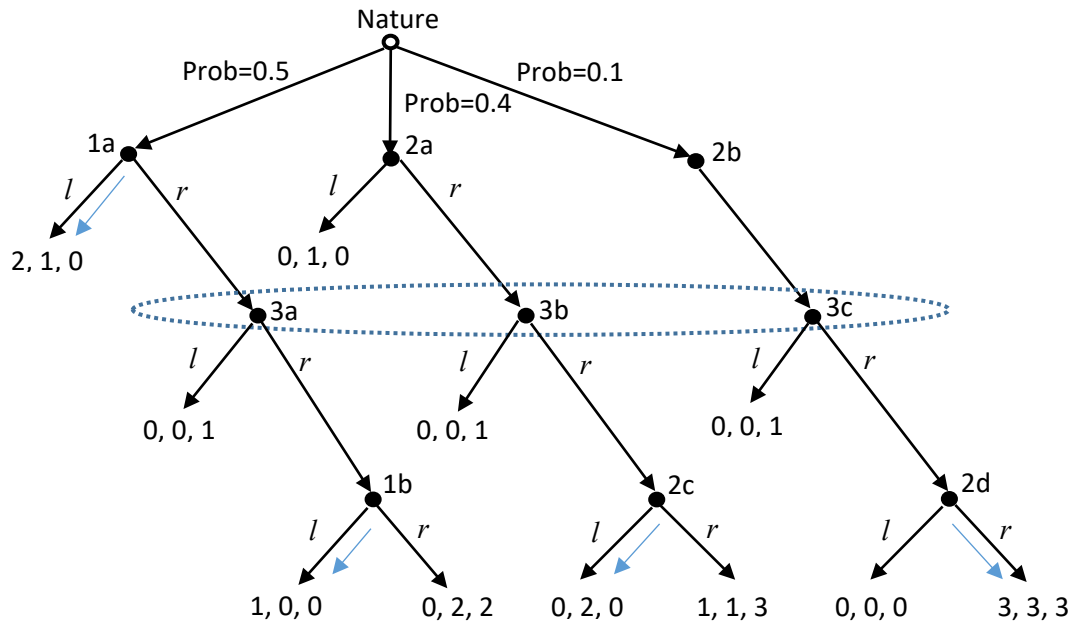 Nature
Prob=0.5
Prob=0.1
Prob=0.4
1a
2a
2b
l
r
l
r
2, 1, 0
0, 1, 0
3a
3b
3c
l
r
l
r
l
r
0, 0, 1
0, 0, 1
0, 0, 1
1b
2c
2d
l
r
l
r
l
r
1, 0, 0
0, 2, 2
0, 2, 0
1, 1, 3
0, 0, 0
3, 3, 3